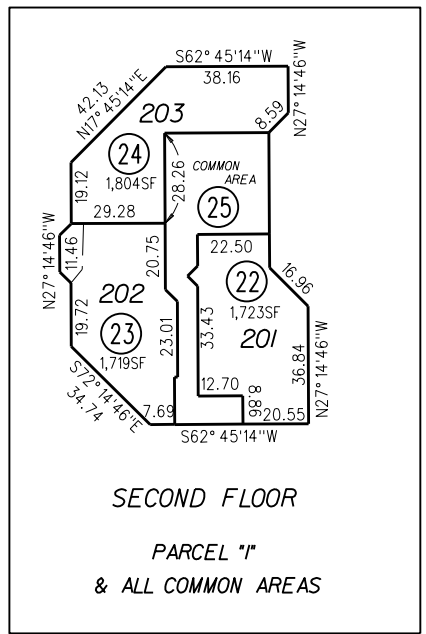 S62° 45'14"W
38.16
N27° 14'46"W
42.13
N17° 45'14"E
8.59
203
24
1,804SF
COMMON
AREA
28.26
19.12
25
29.28
N27° 14'46"W
11.46
20.75
22.50
22
16.96
202
1,723SF
19.72
23
23.01
33.43
201
36.84
N27° 14'46"W
1,719SF
S72° 14'46"E
34.74
12.70
8.86
7.69
20.55
S62° 45'14"W
SECOND FLOOR
PARCEL "1"
& ALL COMMON AREAS